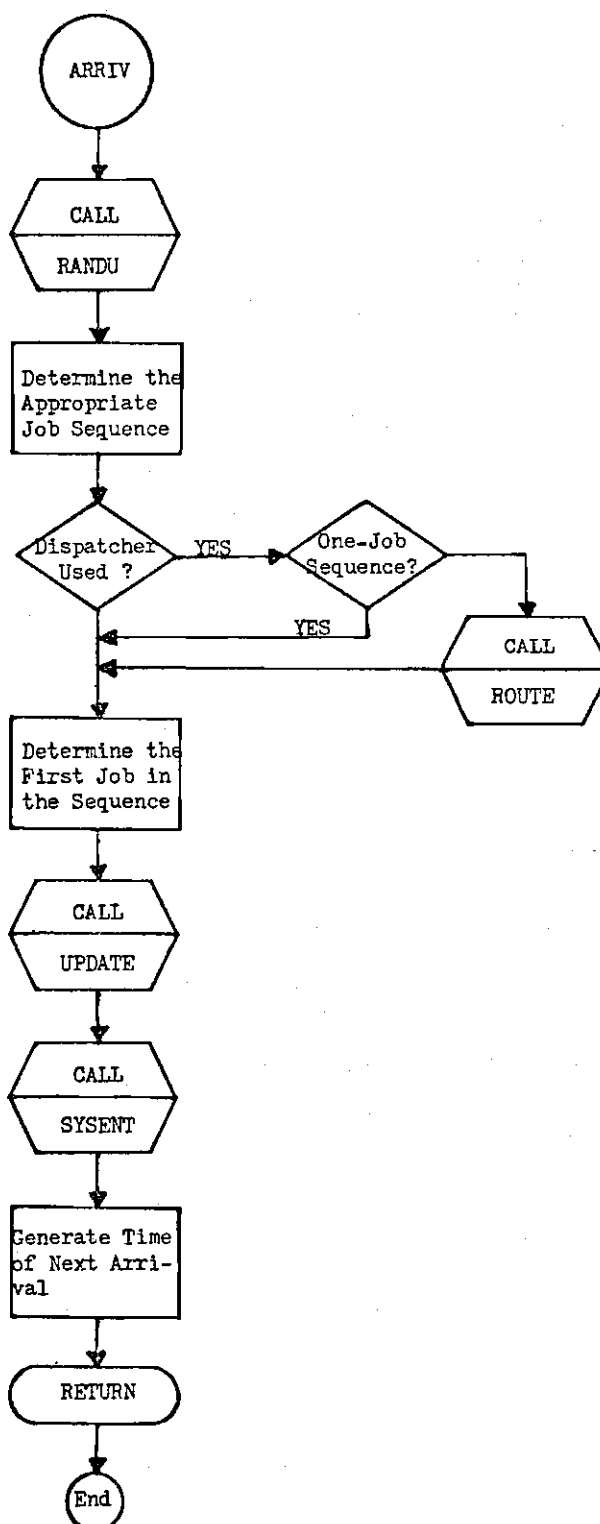 ARRIV
CALL
RANDU
Determine the
Appropriate
Job Sequence
Dispatcher
Used ?
YES
One-Job
Sequence?
YES
CALL
ROUTE
Determine the
First Job in
the Sequence
CALL
UPDATE
CALL
SYSENT
Generate Time
of Next Arri-
val
RETURN
End